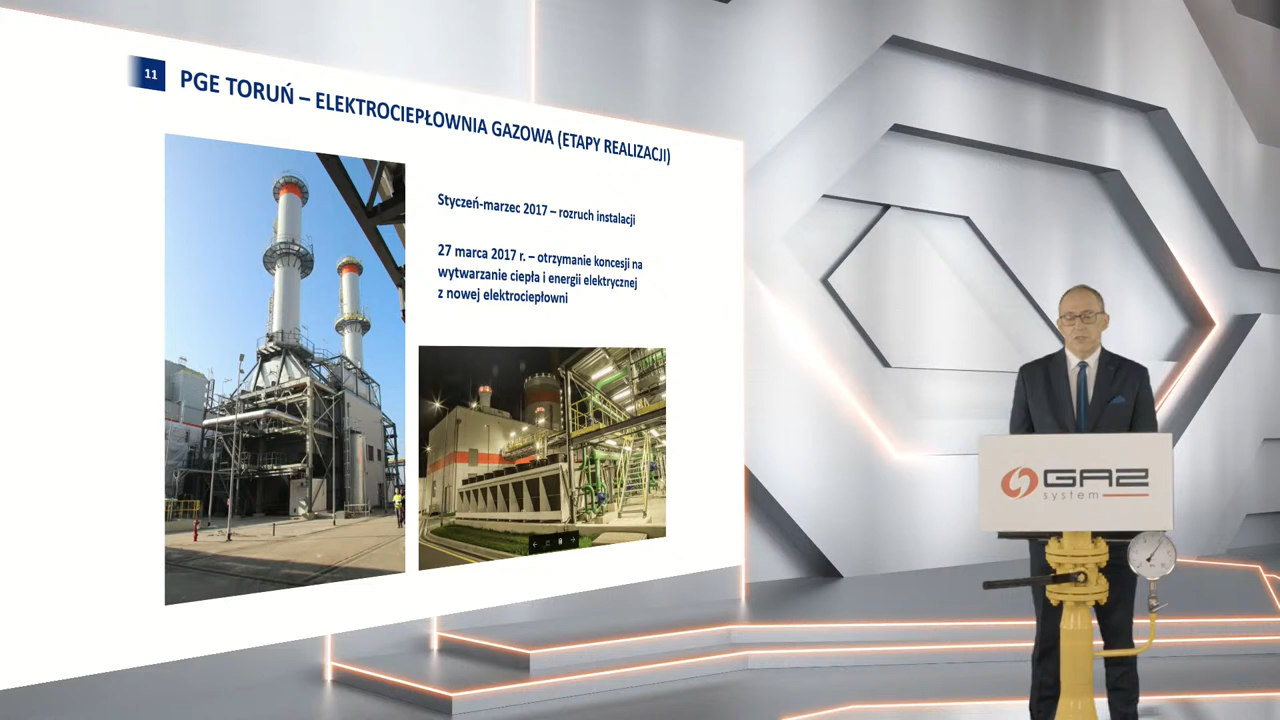 11
PGE TORUŃ – ELEKTROCIEPŁOWNIA GAZOWA (ETAPY REALIZACJI)
Styczeń-marzec 2017 – rozruch instalacji
27 marca 2017 r. – otrzymanie koncesji na
wytwarzanie ciepła i energii elektrycznej
z nowej elektrociepłowni
GAZ
system